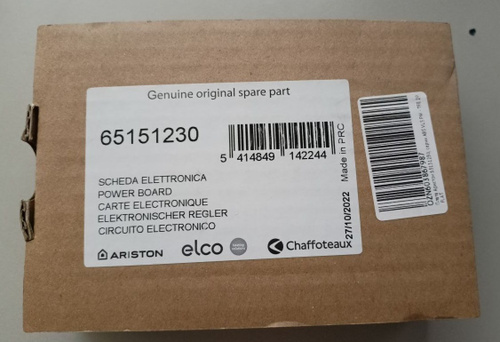 Genuine original spare part
65151230
5 414849 142244
SCHEDA ELETTRONICA
POWER BOARD
CARTE ELECTRONIQUE
ELEKTRONISCHER REGLER
CIRCUITO ELECTRONICO
ARISTON elco Chaffoteaux
27/10/2022 Made in PRC
OZN603867987